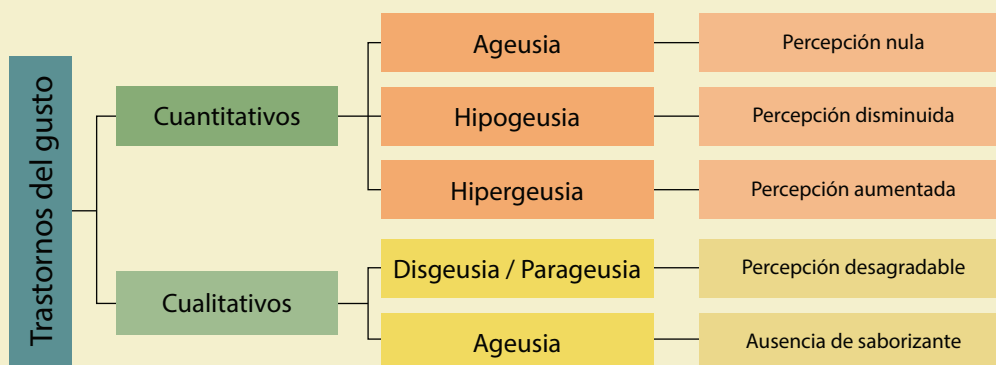 Trastornos del gusto
Cuantitativos
Ageusia
Percepción nula
Hipogeusia
Percepción disminuida
Hipergeusia
Percepción aumentada
Cualitativos
Disgeusia / Parageusia
Percepción desagradable
Ageusia
Ausencia de saborizante